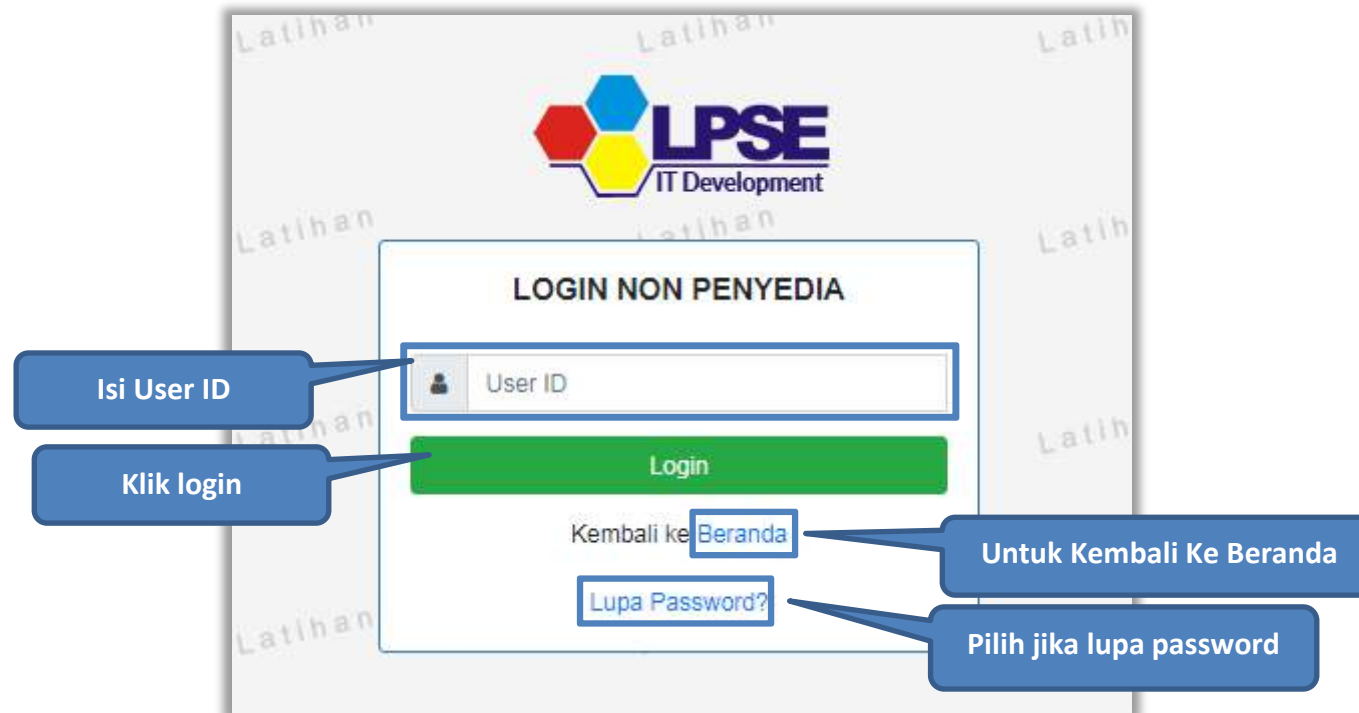 Latihan Latihan Latih
LPSE
IT Development
Latihan Latihan Latih
LOGIN NON PENYEDIA
Isi User ID
User ID
Latihan Latih
Klik login
Login
Kembali ke Beranda
Untuk Kembali Ke Beranda
Lupa Password?
Latihan
Pilih jika lupa password